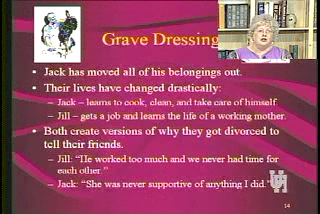 Grave Dressing
• Jack has moved all of his belongings out.
• Their lives have changed drastically:
– Jack – learns to cook, clean, and take care of himself.
– Jill – gets a job and learns the life of a working mother.
• Both create versions of why they got divorced to
tell their friends.
– Jill: “He worked too much and we never had time for
each other.”
– Jack: “She was never supportive of anything I did.”
14